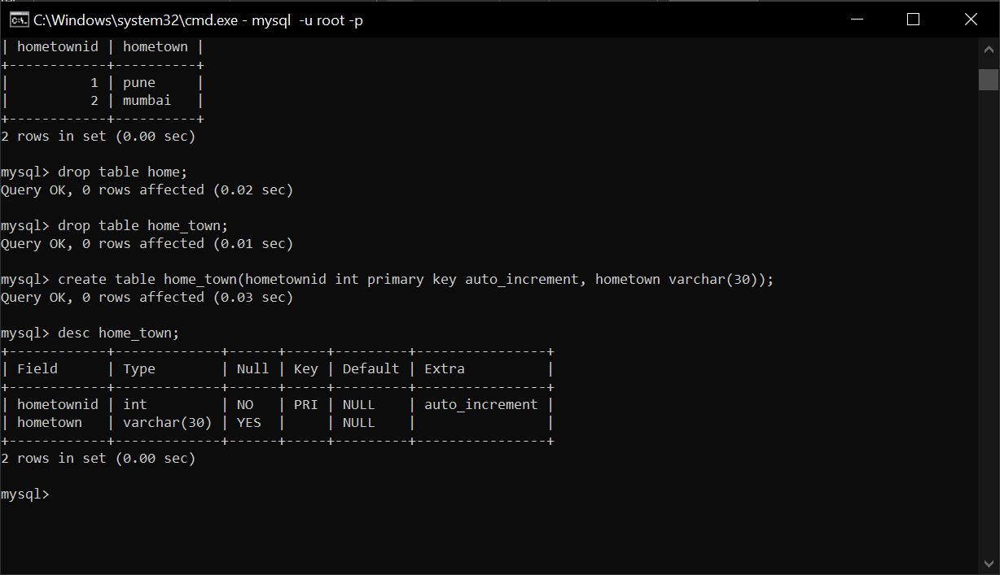 C:\Windows\system32\cmd.exe - mysql  -u root -p
| hometownid | hometown |
+------------+----------+
|          1 | pune     |
|          2 | mumbai   |
+------------+----------+
2 rows in set (0.00 sec)
mysql> drop table home;
Query OK, 0 rows affected (0.02 sec)
mysql> drop table home_town;
Query OK, 0 rows affected (0.01 sec)
mysql> create table home_town(hometownid int primary key auto_increment, hometown varchar(30));
Query OK, 0 rows affected (0.03 sec)
mysql> desc home_town;
+------------+-------------+------+-----+---------+----------------+
| Field      | Type        | Null | Key | Default | Extra          |
+------------+-------------+------+-----+---------+----------------+
| hometownid | int         | NO   | PRI | NULL    | auto_increment |
| hometown   | varchar(30) | YES  |     | NULL    |                |
+------------+-------------+------+-----+---------+----------------+
2 rows in set (0.00 sec)
mysql>